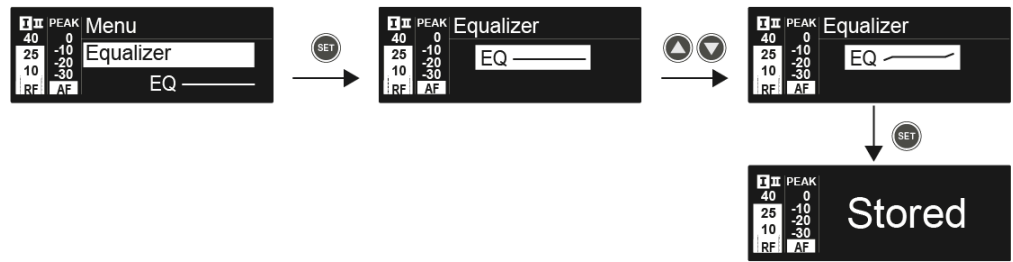 I II PEAK Menu
40 0
25 -10 Equalizer
-20
10 -30 EQ
RF AF
SET
I II PEAK Equalizer
40 0
25 -10 EQ
-20
10 -30
RF AF
I II PEAK Equalizer
40 0
25 -10 EQ
-20
10 -30
RF AF
SET
I II PEAK
40 0
25 -10 Stored
-20
10 -30
RF AF